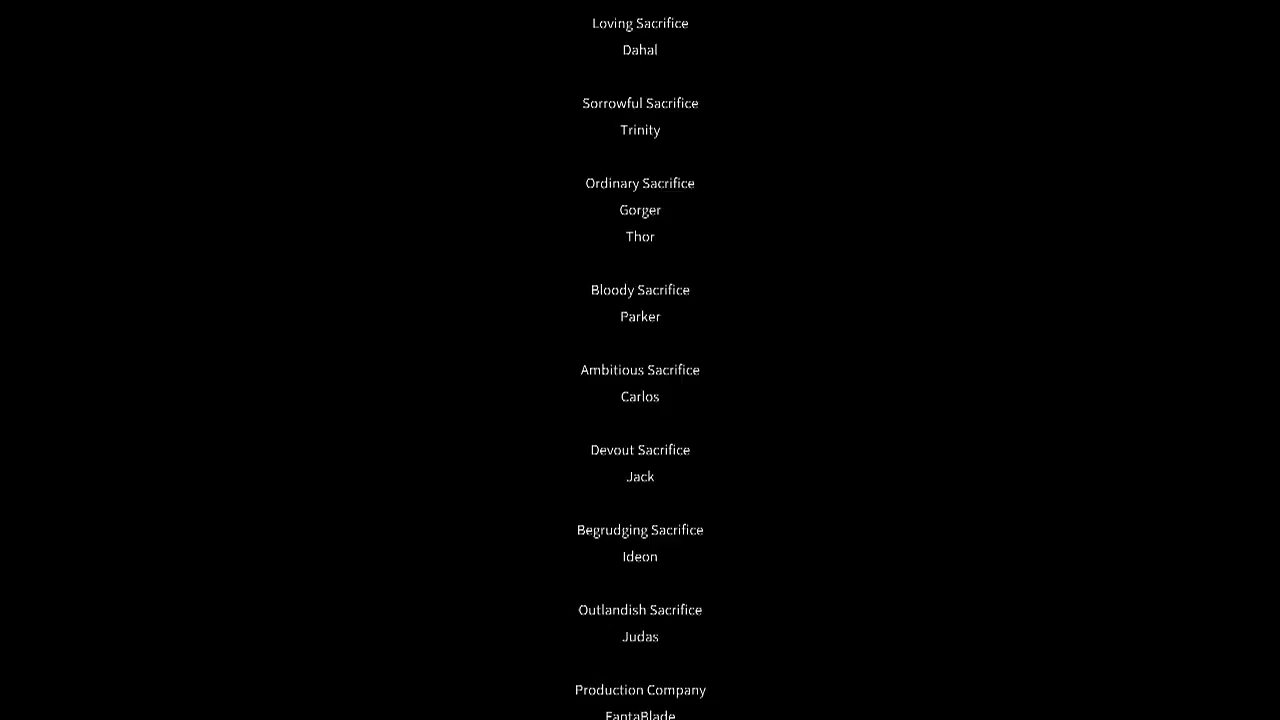 Loving Sacrifice
Dahal
Sorrowful Sacrifice
Trinity
Ordinary Sacrifice
Gorger
Thor
Bloody Sacrifice
Parker
Ambitious Sacrifice
Carlos
Devout Sacrifice
Jack
Begrudging Sacrifice
Ideon
Outlandish Sacrifice
Judas
Production Company
FantaBlade